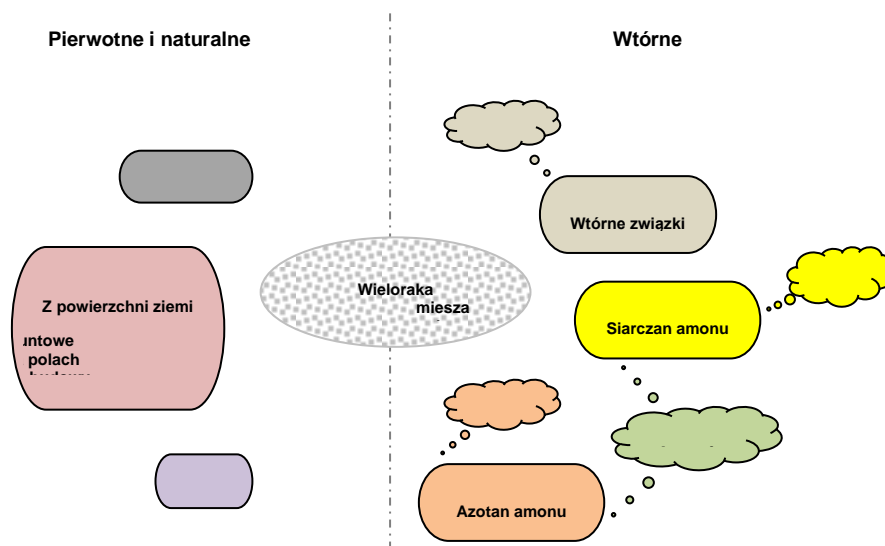 Pierwotne i naturalne
Wtórne
Wtórne związki
Wieloraka
miesza
Z powierzchni ziemi
polach
Siarczan amonu
Azotan amonu